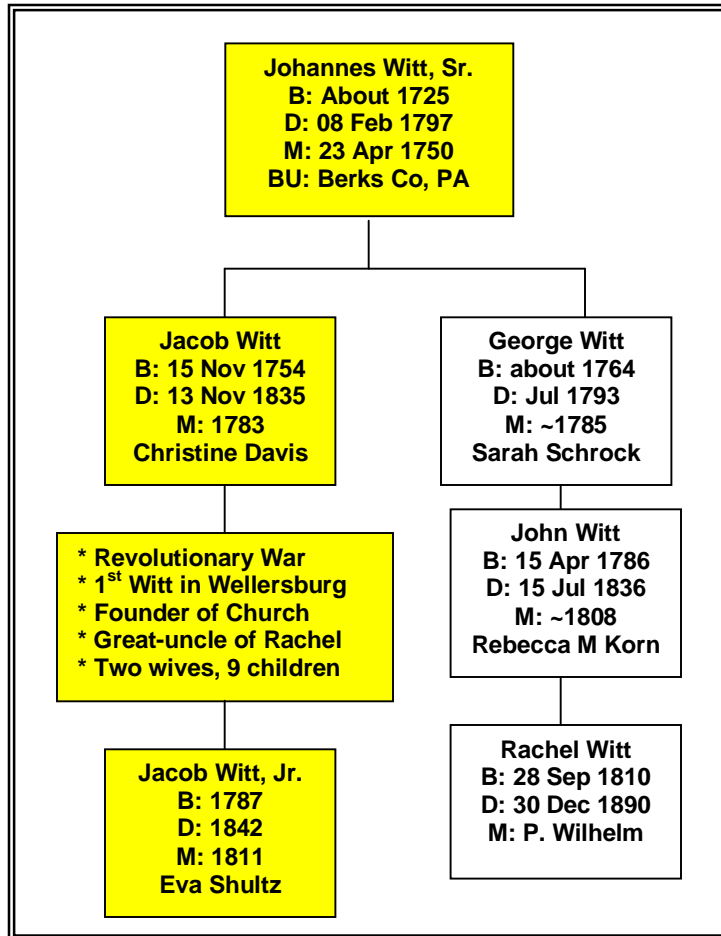 Johannes Witt, Sr.
B: About 1725
D: 08 Feb 1797
M: 23 Apr 1750
BU: Berks Co, PA
Jacob Witt
B: 15 Nov 1754
D: 13 Nov 1835
M: 1783
Christine Davis
George Witt
B: about 1764
D: Jul 1793
M: ~1785
Sarah Schrock
* Revolutionary War
* 1st Witt in Wellersburg
* Founder of Church
* Great-uncle of Rachel
* Two wives, 9 children
John Witt
B: 15 Apr 1786
D: 15 Jul 1836
M: ~1808
Rebecca M Korn
Jacob Witt, Jr.
B: 1787
D: 1842
M: 1811
Eva Shultz
Rachel Witt
B: 28 Sep 1810
D: 30 Dec 1890
M: P. Wilhelm